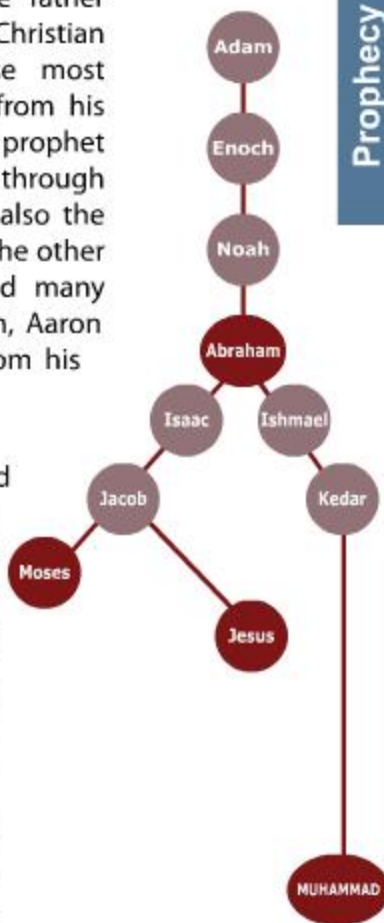 Christian
e most
from his
prophet
through
also the
he other
d many
n, Aaron
om his
d
Prophecy
Adam
Enoch
Noah
Abraham
Isaac
Ishmael
Jacob
Kedar
Moses
Jesus
MUHAMMAD